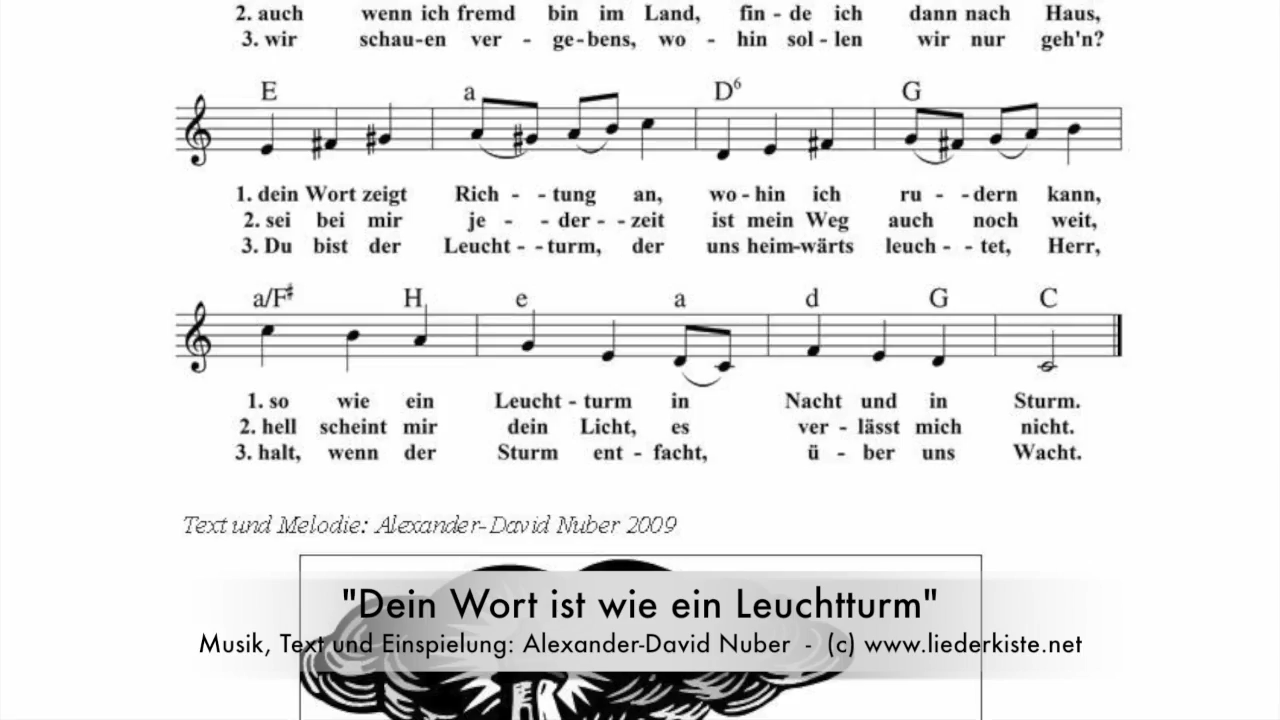 2. auch wenn ich fremd bin im Land, fin - de ich dann nach Haus,
3. wir schau-en ver - ge-bens, wo - hin sol - len wir nur geh'n?
E a D6 G
1. dein Wort zeigt Rich - - tung an, wo - hin ich ru - - dern kann,
2. sei bei mir je - - der - - zeit ist mein Weg auch noch weit,
3. Du bist der Leucht - - turm, der uns heim-wärts leuch - - tet, Herr,
a/F# H e a d G C
1. so wie ein Leucht - turm in Nacht und in Sturm.
2. hell scheint mir dein Licht, es ver - lässt mich nicht.
3. halt, wenn der Sturm ent - facht, ü - ber uns Wacht.
Text und Melodie: Alexander-David Nuber 2009
"Dein Wort ist wie ein Leuchtturm"
Musik, Text und Einspielung: Alexander-David Nuber - (c) www.liederkiste.net